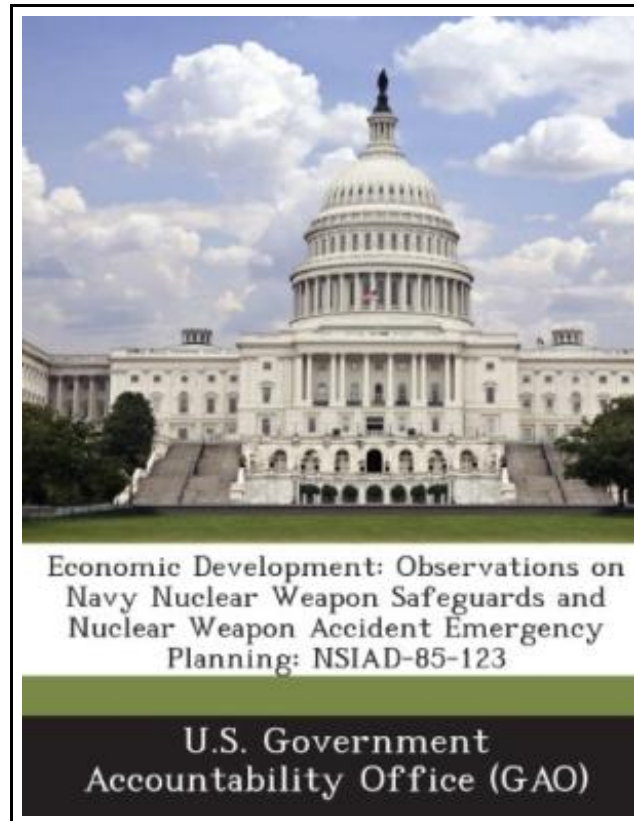 Economic Development: Observations on
Navy Nuclear Weapon Safeguards and
Nuclear Weapon Accident Emergency
Planning: NSIAD-85-123
U.S. Government
Accountability Office (GAO)